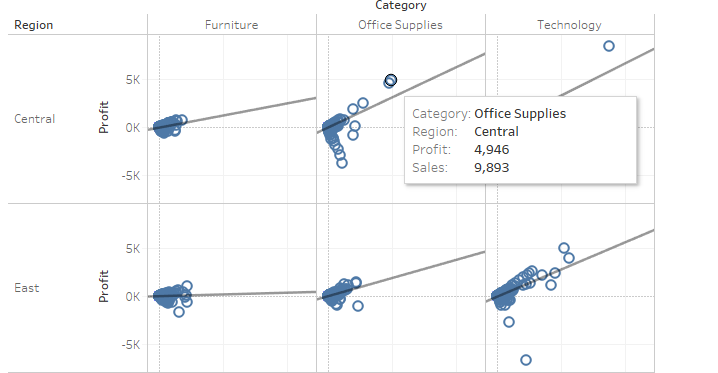 Category
Region Furniture Office Supplies Technology
Central
Profit
5K
0K
-5K
Category: Office Supplies
Region: Central
Profit: 4,946
Sales: 9,893
East
Profit
5K
0K
-5K